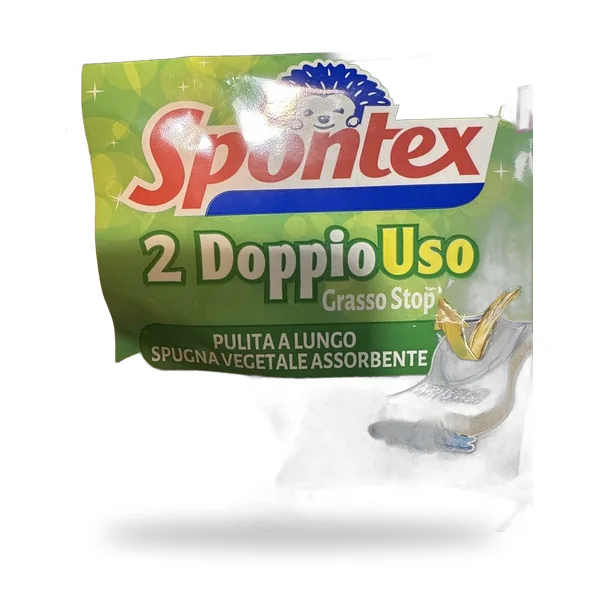 Spontex
2 DoppioUso
Grasso Stop
PULITA A LUNGO
SPUGNA VEGETALE ASSORBENTE